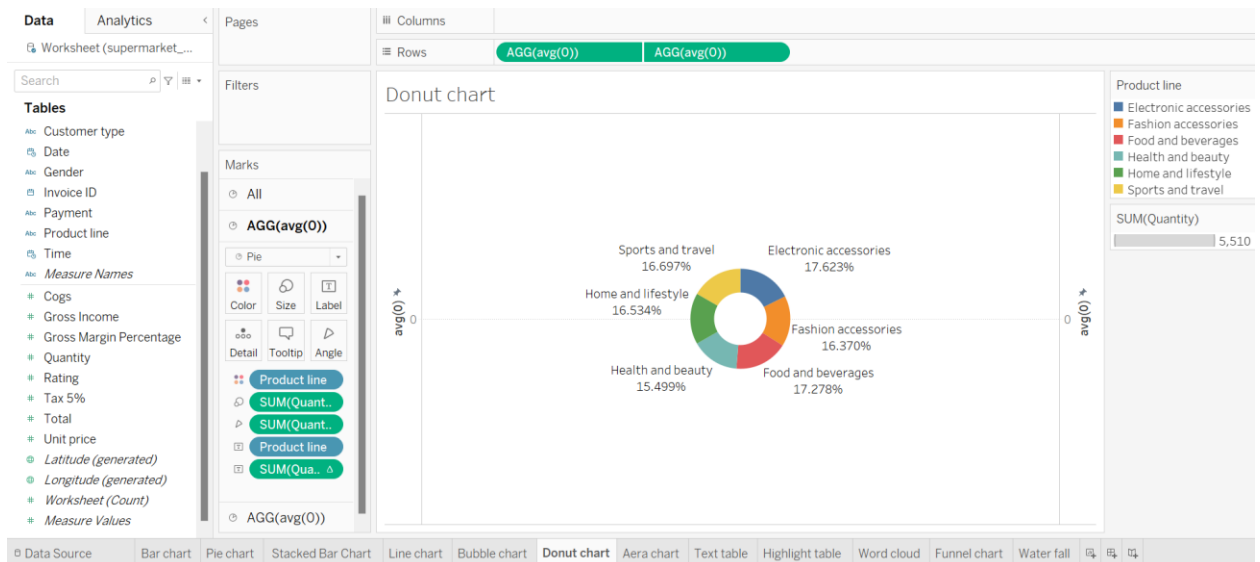 Data
Analytics
Worksheet (supermarket_...
Search
Tables
Abc Customer type
Date
Abc Gender
Invoice ID
Abc Payment
Abc Product line
Time
Abc Measure Names
# Cogs
# Gross Income
# Gross Margin Percentage
# Quantity
# Rating
# Tax 5%
# Total
# Unit price
Latitude (generated)
Longitude (generated)
# Worksheet (Count)
# Measure Values
Pages
Filters
Marks
All
AGG(avg(0))
Pie
Color Size Label
Detail Tooltip Angle
Product line
SUM(Quant..
SUM(Quant..
Product line
SUM(Qua.. Δ
AGG(avg(0))
Columns
Rows AGG(avg(0)) AGG(avg(0))
Donut chart
avg(0)
0
Sports and travel
16.697%
Electronic accessories
17.623%
Home and lifestyle
16.534%
Fashion accessories
16.370%
Health and beauty
15.499%
Food and beverages
17.278%
0
avg(0)
Product line
Electronic accessories
Fashion accessories
Food and beverages
Health and beauty
Home and lifestyle
Sports and travel
SUM(Quantity)
5,510
Data Source Bar chart Pie chart Stacked Bar Chart Line chart Bubble chart Donut chart Aera chart Text table Highlight table Word cloud Funnel chart Water fall